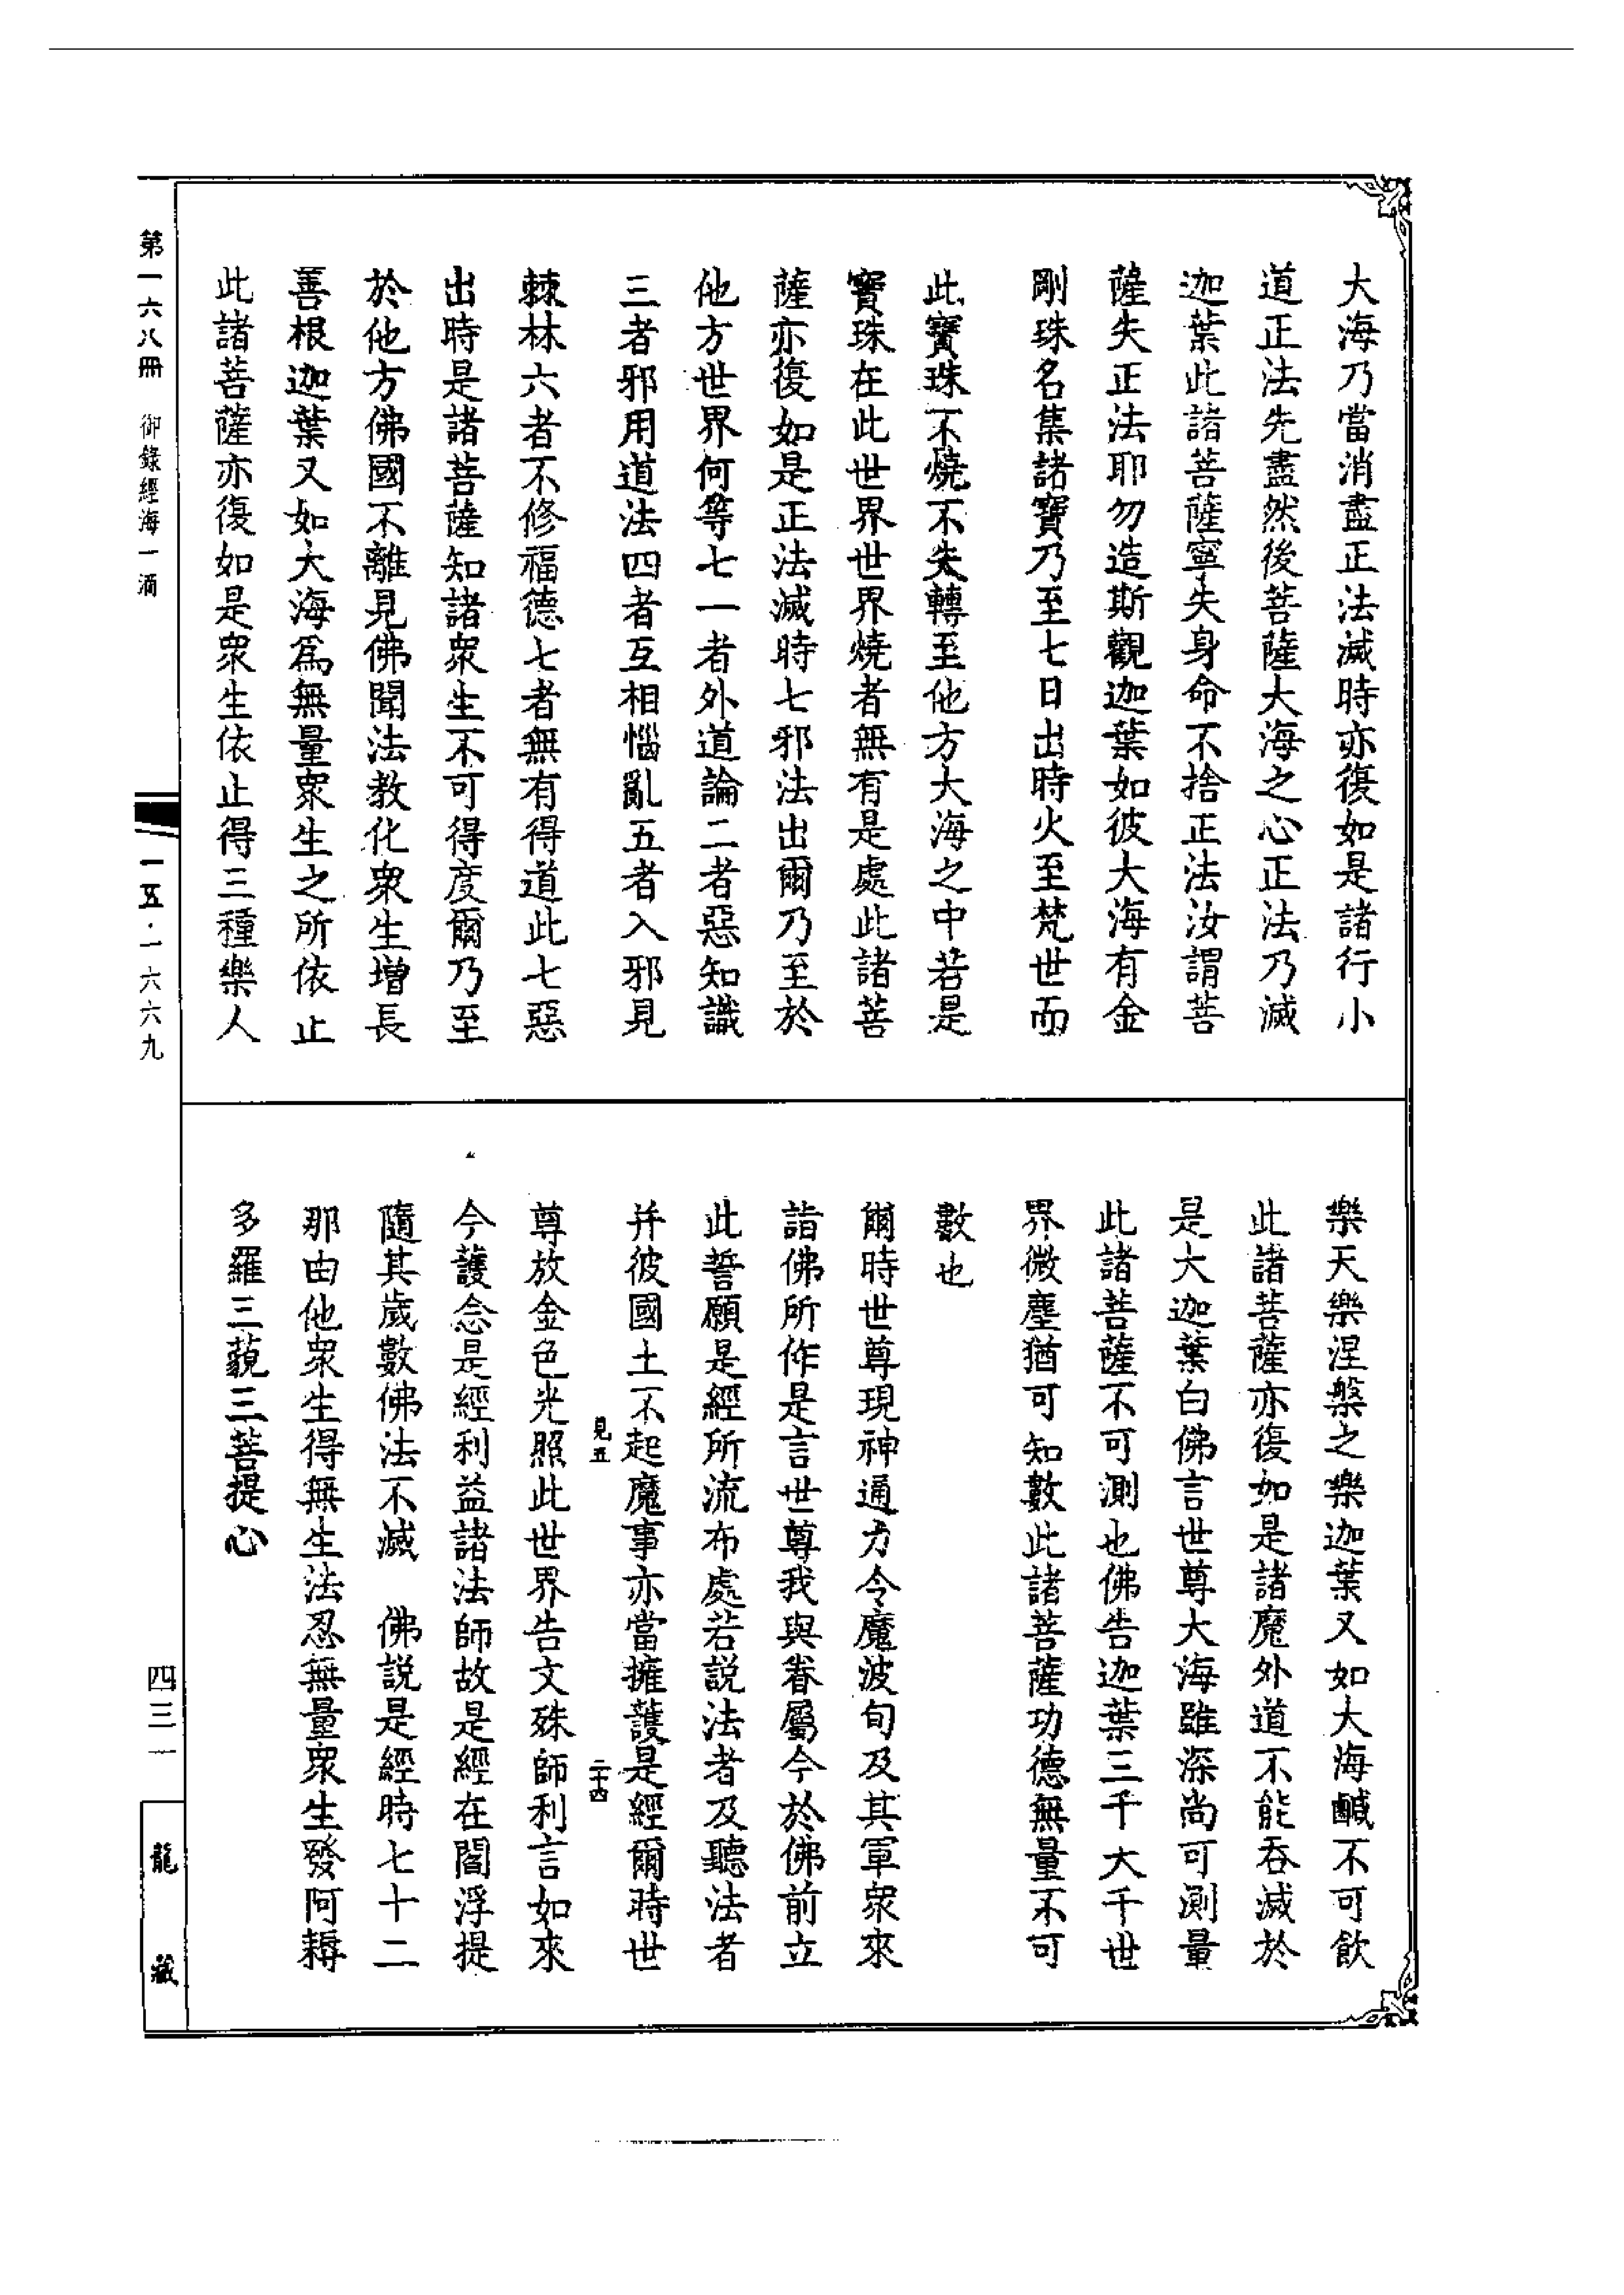 大海乃當消盡正法滅時亦復如是諸行小
道正法先盡然後菩薩大海之心正法乃滅
迦葉此諸菩薩寧失身命不捨正法汝謂菩
薩失正法耶勿造斯觀迦葉如彼大海有金
剛珠名集諸寶乃至七日出時火至梵世而
此寶珠不燒不失轉至他方大海之中若是
寶珠在此世界世界燒者無有是處此諸菩
薩亦復如是正法滅時七邪法出爾乃至於
他方世界何等七一者外道論二者惡知識
三者邪用道法四者互相惱亂五者入邪見
棘林六者不修福德七者無有得道此七惡
出時是諸菩薩知諸衆生不可得度爾乃至
於他方佛國不離見佛聞法教化衆生增長
善根迦葉又如大海爲無量衆生之所依止
此諸菩薩亦復如是衆生依止得三種樂人
樂天樂涅槃之樂迦葉又如大海鹹不可飲
此諸菩薩亦復如是諸魔外道不能吞滅於
是大迦葉白佛言世尊大海雖深尚可測量
此諸菩薩不可測也佛告迦葉三千大千世
界微塵猶可知數此諸菩薩功德無量不可
數也
爾時世尊現神通力令魔波旬及其軍衆來
詣佛所作是言世尊我與眷屬今於佛前立
此誓願是經所流布處若說法者及聽法者
并彼國土不起魔事亦當擁護是經爾時世
見五
二十四
尊放金色光照此世界告文殊師利言如來
今護念是經利益諸法師故是經在閻浮提
隨其歲數佛法不滅　佛說是經時七十二
那由他衆生得無生法忍無量衆生發阿耨
多羅三藐三菩提心
第一六八冊　御錄經海一滴
一五·一六六九
四三一
龍藏